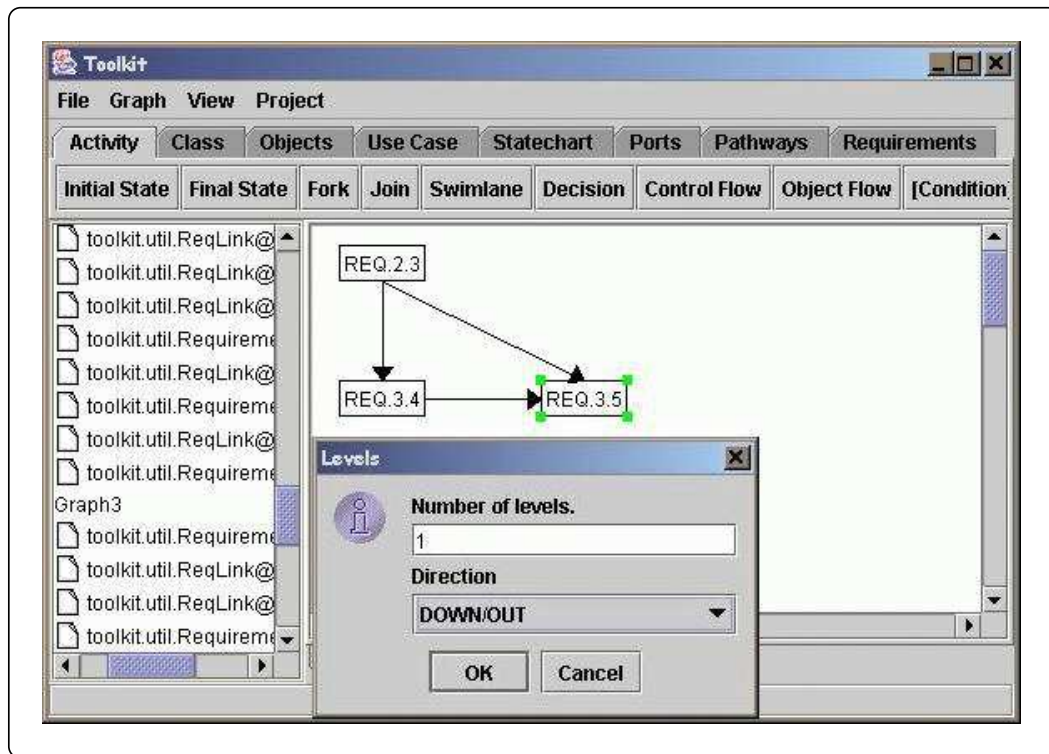 Toolkit
File Graph View Project
Activity Class Objects Use Case Statechart Ports Pathways Requirements
Initial State Final State Fork Join Swimlane Decision Control Flow Object Flow [Condition]
toolkit.util.ReqLink@
toolkit.util.ReqLink@
toolkit.util.ReqLink@
toolkit.util.Requireme
toolkit.util.ReqLink@
toolkit.util.Requireme
toolkit.util.ReqLink@
toolkit.util.Requireme
Graph3
toolkit.util.Requireme
toolkit.util.ReqLink@
toolkit.util.ReqLink@
toolkit.util.Requireme
REQ.2.3
REQ.3.4 REQ.3.5
Levels
Number of levels.
1
Direction
DOWN/OUT
OK Cancel